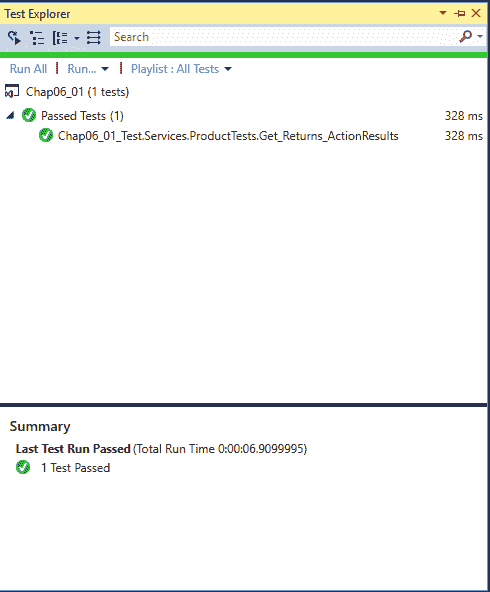 Test Explorer
Search
Run All | Run... Playlist : All Tests
Chap06_01 (1 tests)
Passed Tests (1) 328 ms
Chap06_01_Test.Services.ProductTests.Get_Returns_ActionResults 328 ms
Summary
Last Test Run Passed (Total Run Time 0:00:06.9099995)
1 Test Passed